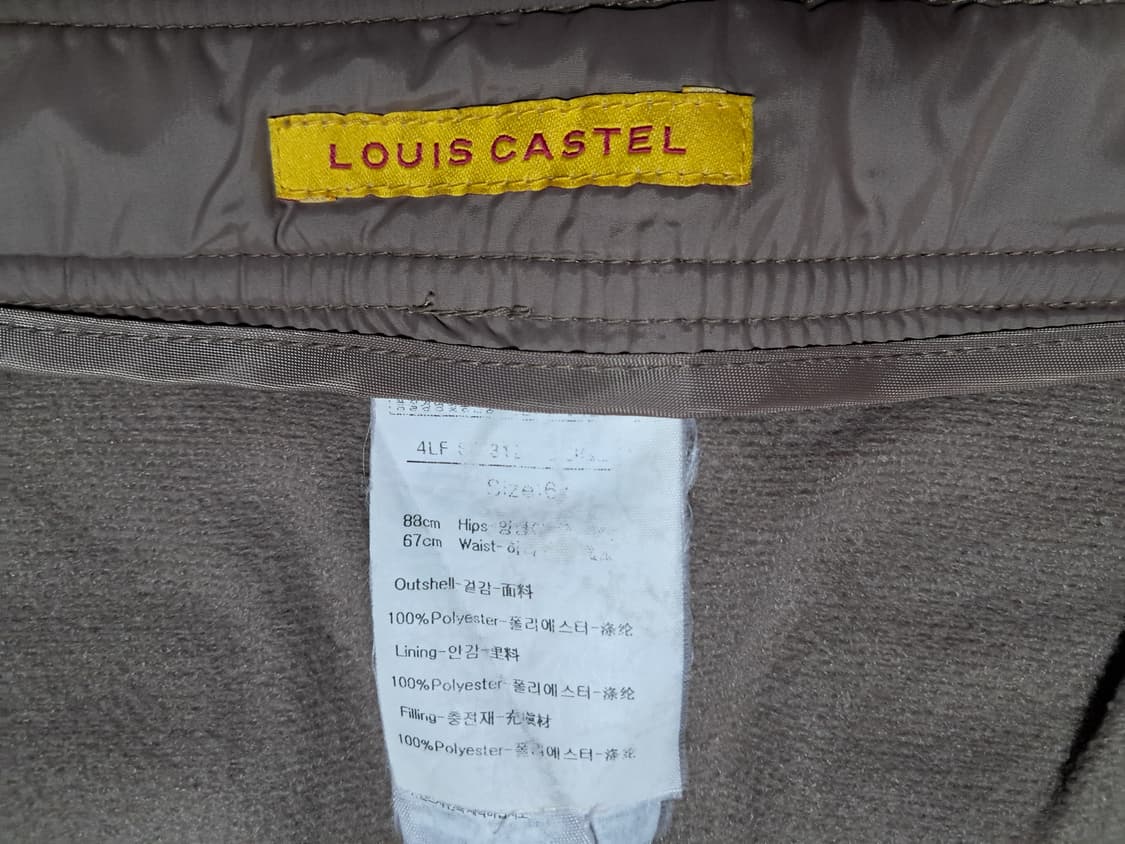 LOUIS CASTEL
4LF
88cm Hips
67cm Waist-허
Outshell-겉감-面料
100%Polyester-폴리에스터-涤纶
Lining-안감-里料
100%Polyester-폴리에스터-涤纶
Filling-충전재-充填材
100%Polyester-폴리에스터-涤纶